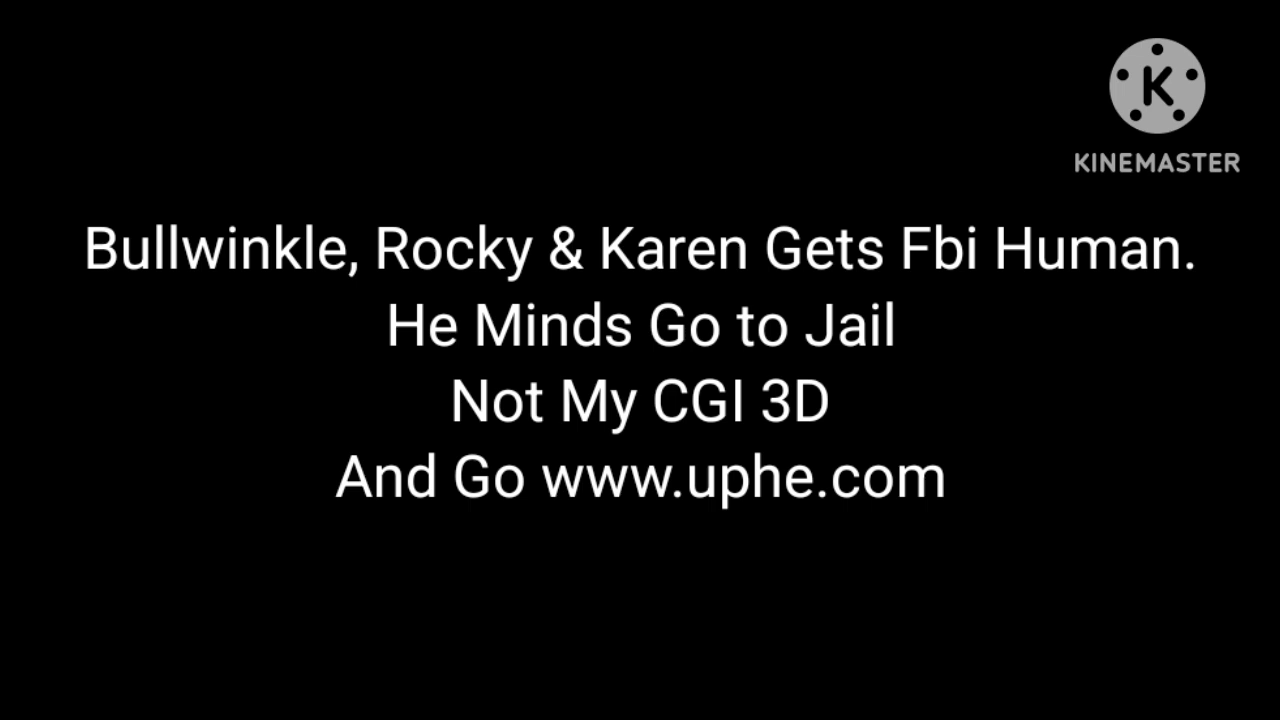 K
KINEMASTER
Bullwinkle, Rocky & Karen Gets Fbi Human.
He Minds Go to Jail
Not My CGI 3D
And Go www.uphe.com